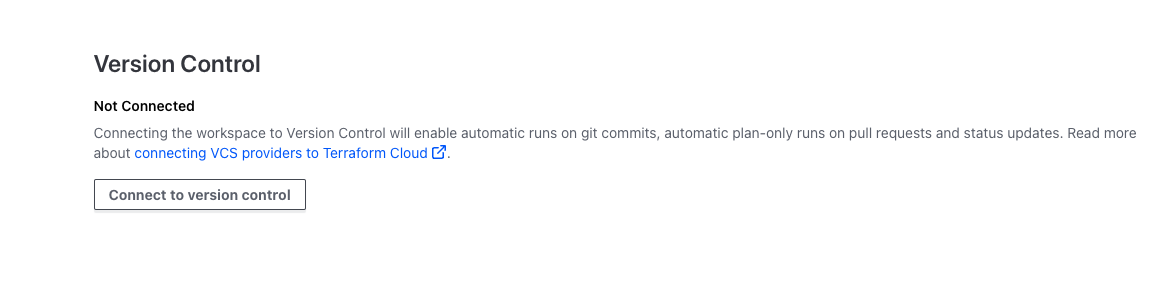 Version Control
Not Connected
Connecting the workspace to Version Control will enable automatic runs on git commits, automatic plan-only runs on pull requests and status updates. Read more
about connecting VCS providers to Terraform Cloud.
Connect to version control